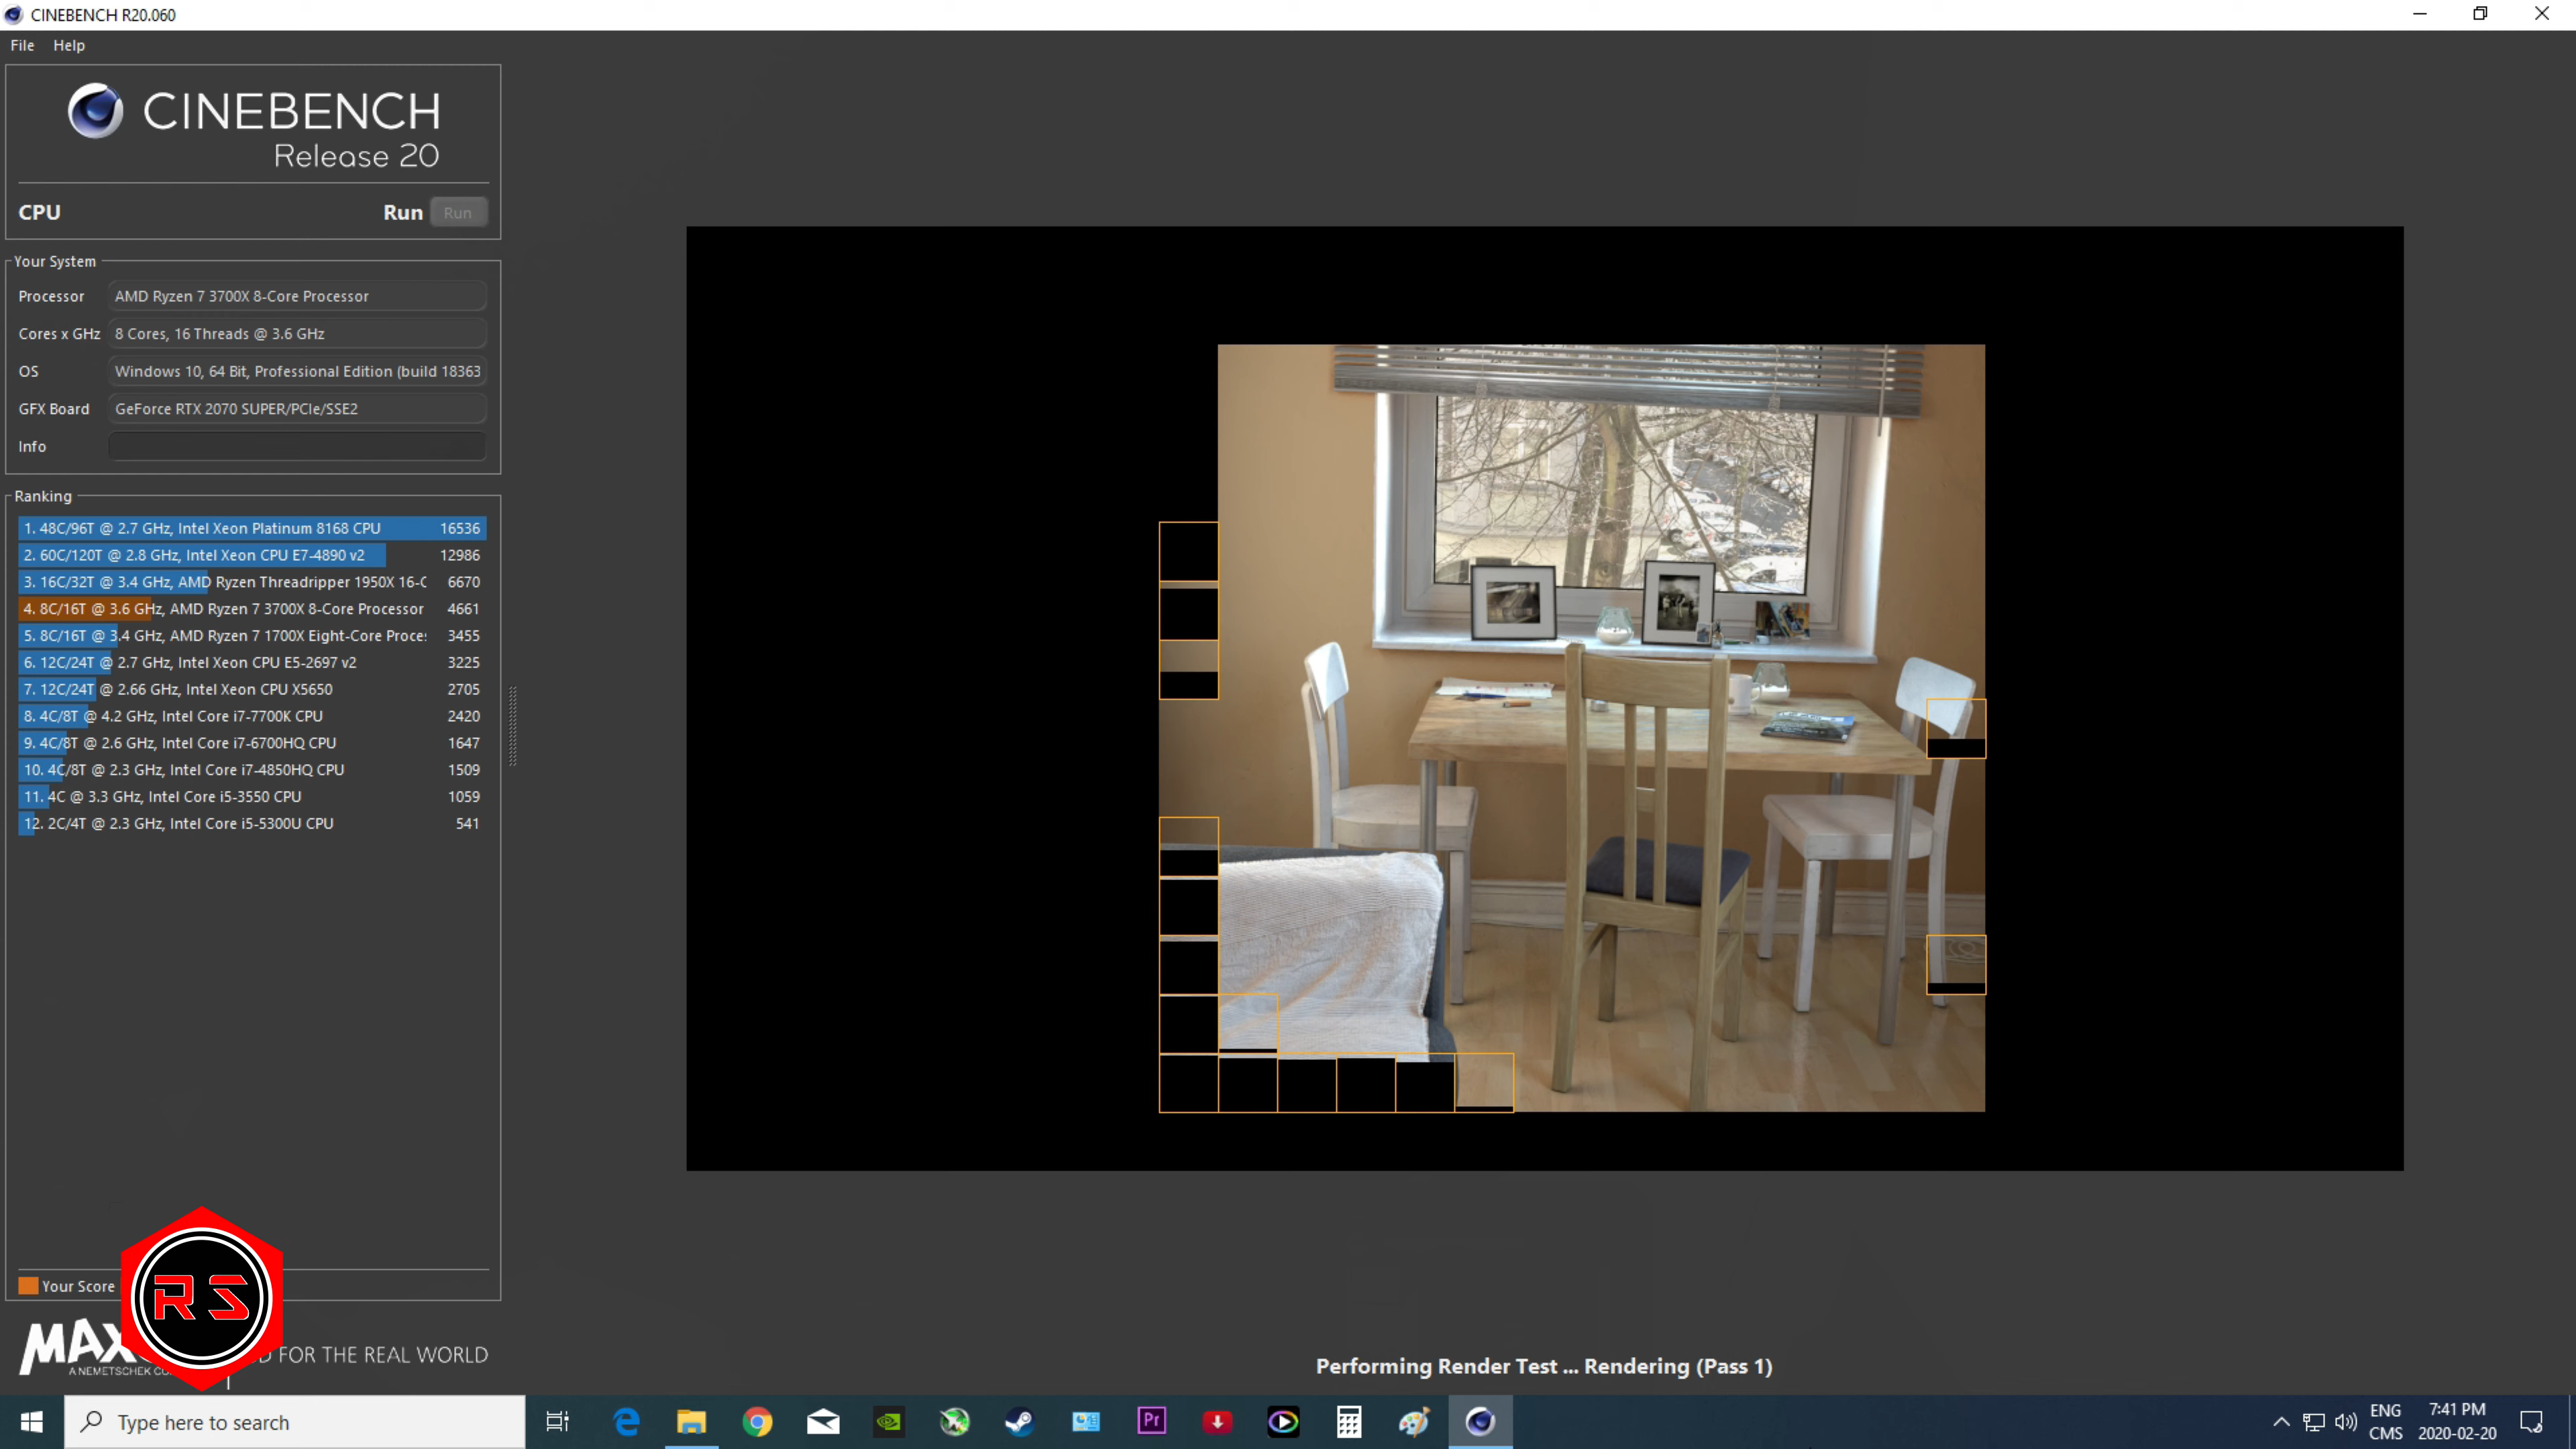 CINEBENCH R20.060
File Help
CINEBENCH
Release 20
CPU Run Run
Your System
Processor AMD Ryzen 7 3700X 8-Core Processor
Cores x GHz 8 Cores, 16 Threads @ 3.6 GHz
OS Windows 10, 64 Bit, Professional Edition (build 18363
GFX Board GeForce RTX 2070 SUPER/PCIe/SSE2
Info
Ranking
1. 48C/96T @ 2.7 GHz, Intel Xeon Platinum 8168 CPU 16536
2. 60C/120T @ 2.8 GHz, Intel Xeon CPU E7-4890 v2 12986
3. 16C/32T @ 3.4 GHz, AMD Ryzen Threadripper 1950X 16-C 6670
4. 8C/16T @ 3.6 GHz, AMD Ryzen 7 3700X 8-Core Processor 4661
5. 8C/16T @ 3.4 GHz, AMD Ryzen 7 1700X Eight-Core Proce 3455
6. 12C/24T @ 2.7 GHz, Intel Xeon CPU E5-2697 v2 3225
7. 12C/24T @ 2.66 GHz, Intel Xeon CPU X5650 2705
8. 4C/8T @ 4.2 GHz, Intel Core i7-7700K CPU 2420
9. 4C/8T @ 2.6 GHz, Intel Core i7-6700HQ CPU 1647
10. 4C/8T @ 2.3 GHz, Intel Core i7-4850HQ CPU 1509
11. 4C @ 3.3 GHz, Intel Core i5-3550 CPU 1059
12. 2C/4T @ 2.3 GHz, Intel Core i5-5300U CPU 541
Your Score
RS
MAX D FOR THE REAL WORLD
A NEMETSCHEK CO
Performing Render Test ... Rendering (Pass 1)
Type here to search
Pr
ENG 7:41 PM
CMS 2020-02-20